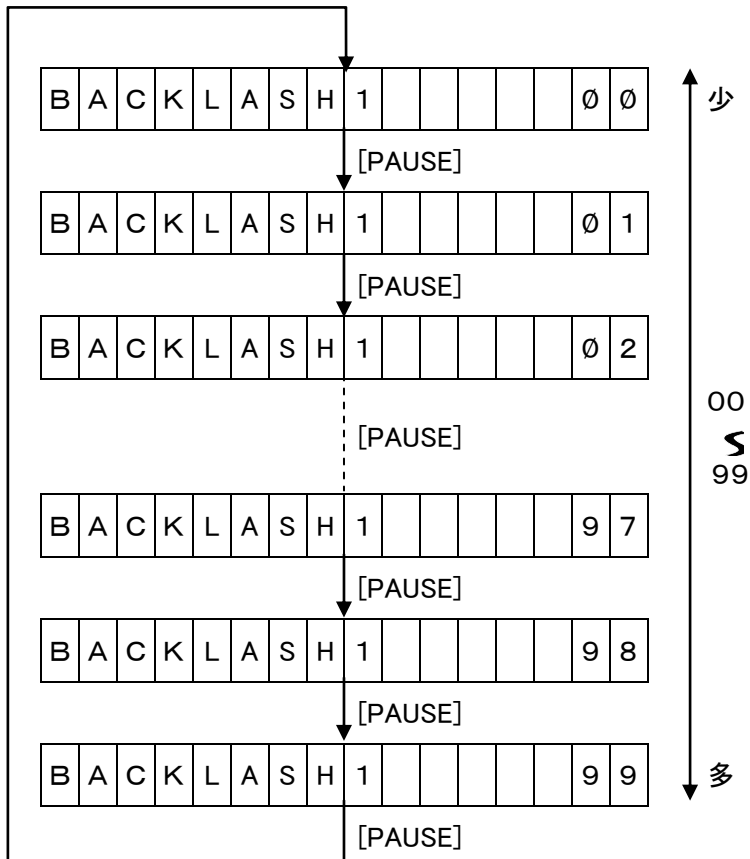 BACKLASH1     ØØ 少
[PAUSE]
BACKLASH1     Ø1
[PAUSE]
BACKLASH1     Ø2
00
[PAUSE]
99
BACKLASH1     97
[PAUSE]
BACKLASH1     98
[PAUSE]
BACKLASH1     99 多
[PAUSE]